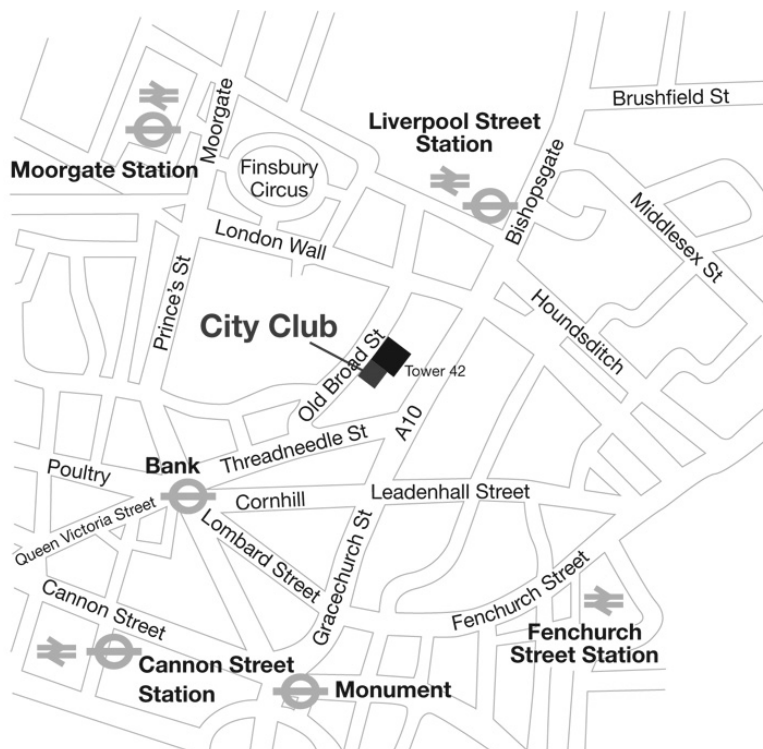 Brushfield St
Liverpool Street
Station
Moorgate
Moorgate Station
Finsbury
Circus
Bishopsgate
Middlesex St
London Wall
Prince's St
Houndsditch
City Club
Old Broad St
Tower 42
A10
Threadneedle St
Bank
Poultry
Cornhill
Leadenhall Street
Queen Victoria Street
Lombard Street
Gracechurch St
Cannon Street
Fenchurch Street
Fenchurch
Street Station
Cannon Street
Station
Monument